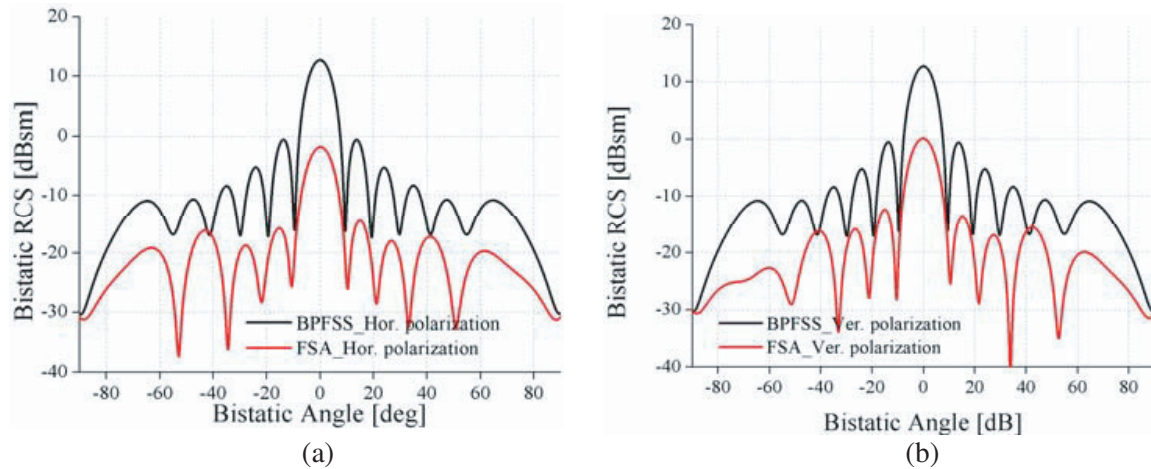 20
10
0
-10
-20
-30
-40
Bistatic RCS [dBsm]
BPFSS_Hor. polarization
FSA_Hor. polarization
-80 -60 -40 -20 0 20 40 60 80
Bistatic Angle [deg]
(a)
20
10
0
-10
-20
-30
-40
Bistatic RCS [dBsm]
BPFSS_Ver. polarization
FSA_Ver. polarization
-80 -60 -40 -20 0 20 40 60 80
Bistatic Angle [dB]
(b)